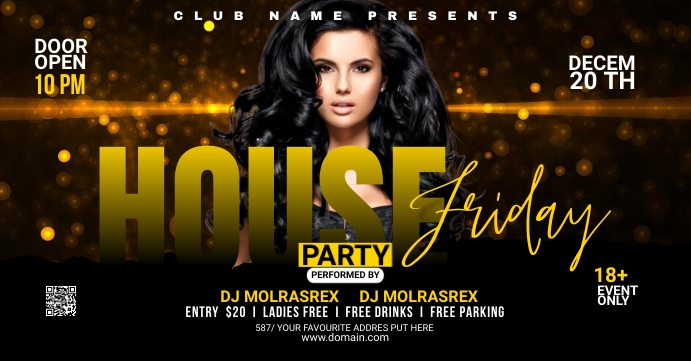 CLUB NAME PRESENTS
DOOR
OPEN
10 PM
DECEM
20 TH
HOUSE
Friday
PARTY
PERFORMED BY
18+
EVENT
ONLY
DJ MOLRASREX DJ MOLRASREX
ENTRY $20 I LADIES FREE I FREE DRINKS I FREE PARKING
587/ YOUR FAVOURITE ADDRES PUT HERE
www.domain.com